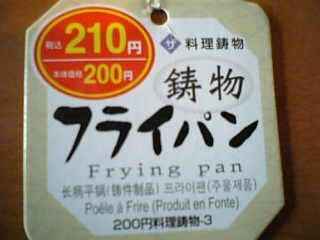 税込 210円
本体価格 200円
ザ 料理鋳物
鋳物
フライパン
Frying pan
长柄平锅(铸件制品) 프라이팬(주물제품)
Poêle à Frire (Produit en Fonte)
200円料理鋳物-3